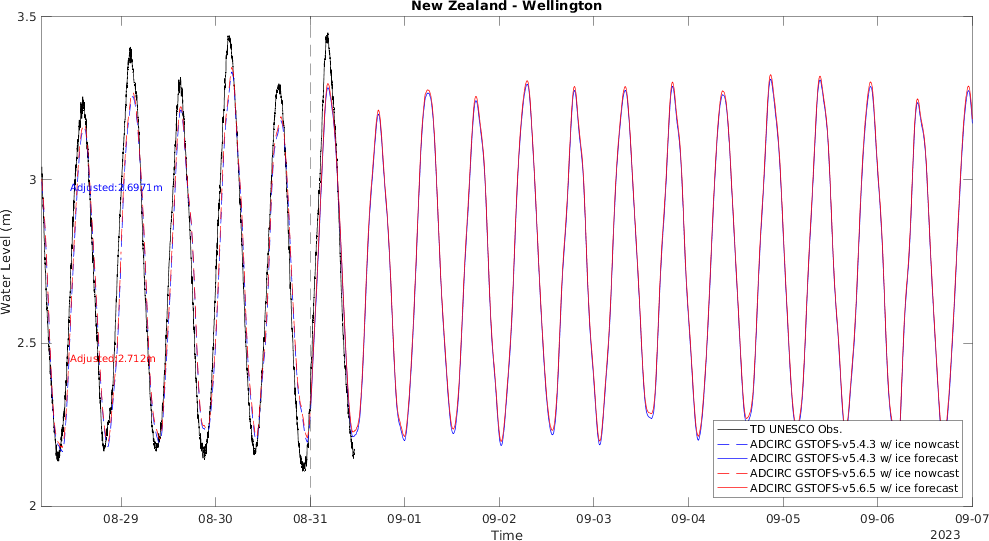 New Zealand - Wellington
3.5
3
2.5
2
Water Level (m)
Adjusted:2.6971m
Adjusted:2.712m
TD UNESCO Obs.
ADCIRC GSTOFS-v5.4.3 w/ ice nowcast
ADCIRC GSTOFS-v5.4.3 w/ ice forecast
ADCIRC GSTOFS-v5.6.5 w/ ice nowcast
ADCIRC GSTOFS-v5.6.5 w/ ice forecast
08-29 08-30 08-31 09-01 09-02 09-03 09-04 09-05 09-06 09-07
Time
2023